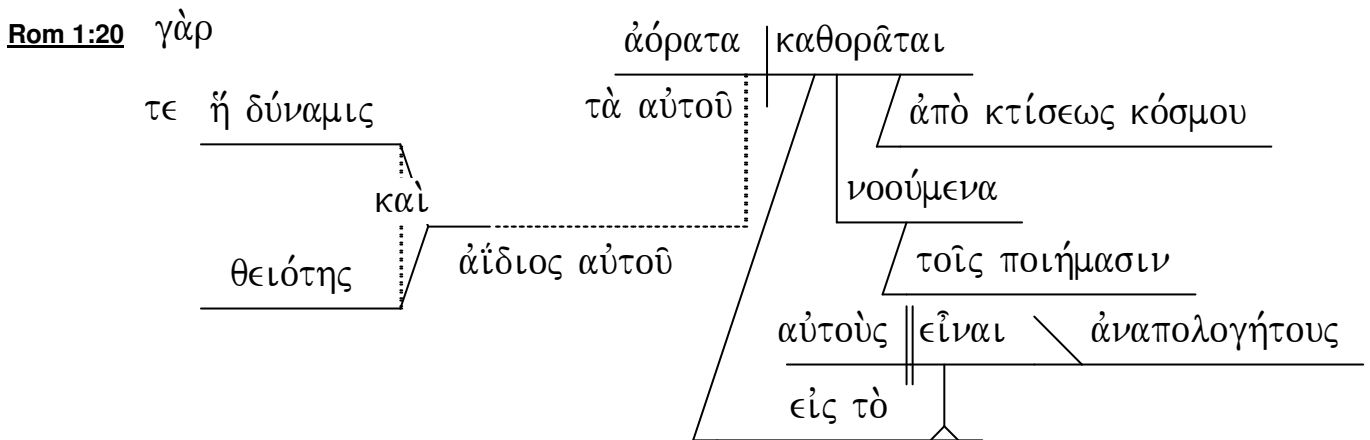 Rom 1:20 γὰρ
ἀόρατα καθορᾶται
τε ἥ δύναμις
τὰ αὐτοῦ
ἀπὸ κτίσεως κόσμου
καὶ
νοούμενα
θειότης
ἀΐδιος αὐτοῦ
τοῖς ποιήμασιν
αὐτοὺς εἶναι ἀναπολογήτους
εἰς τὸ